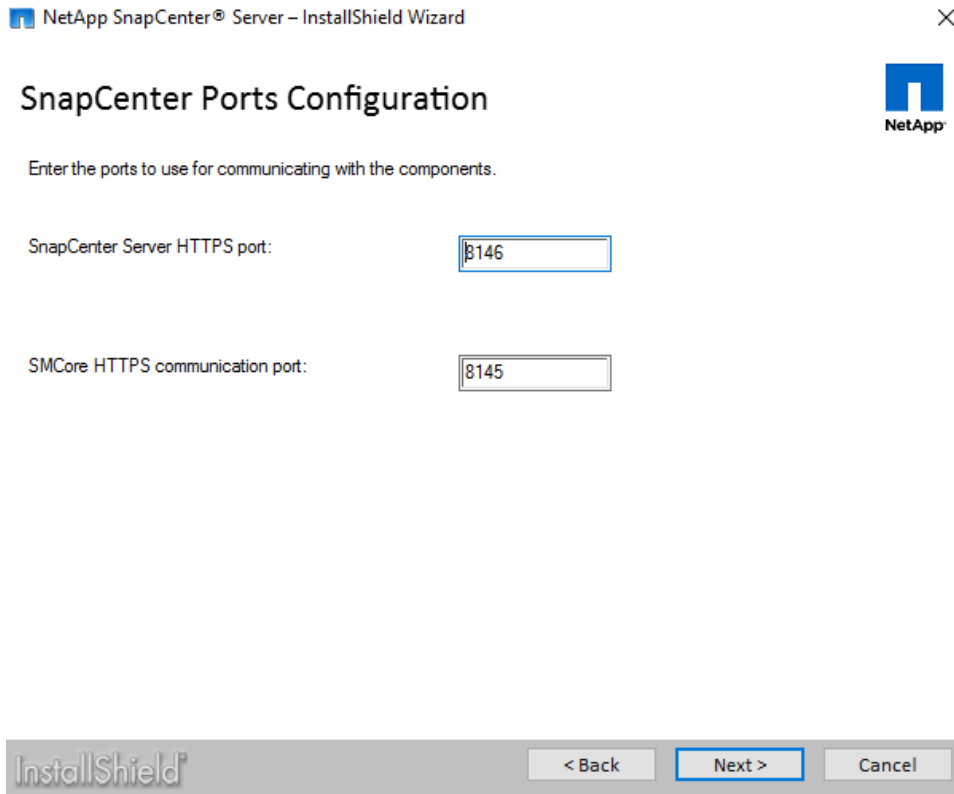 NetApp SnapCenter® Server – InstallShield Wizard
SnapCenter Ports Configuration
NetApp
Enter the ports to use for communicating with the components.
SnapCenter Server HTTPS port: 8146
SMCore HTTPS communication port: 8145
InstallShield
< Back Next > Cancel